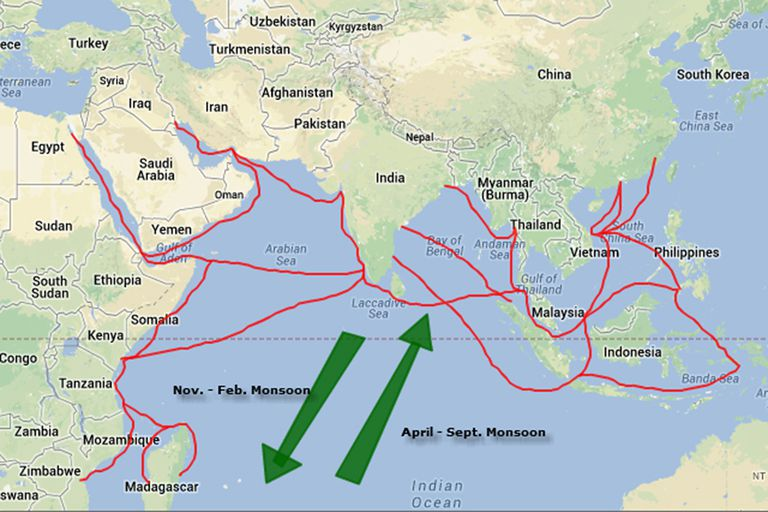 Uzbekistan
Kyrgyzstan
Sea of J
ece
Turkey
Turkmenistan
China
South Korea
terranean
Sea
Syria
Iraq
Iran
Afghanistan
East
China Sea
Pakistan
Nepal
Egypt
Saudi
Arabia
India
Myanmar
(Burma)
Oman
Sudan
Yemen
Thailand
South
China Sea
Gulf of
Aden
Arabian
Sea
Bay of
Bengal
Andaman
Sea
Vietnam
Philippines
South
Sudan
Ethiopia
Gulf of
Thailand
Laccadive
Sea
Somalia
Malaysia
Kenya
Congo
Indonesia
Tanzania
Banda Sea
Nov. - Feb. Monsoon
Ar
Zambia
Mozambique
April - Sept. Monsoon
Zimbabwe
Madagascar
swana
Indian
Ocean
NT